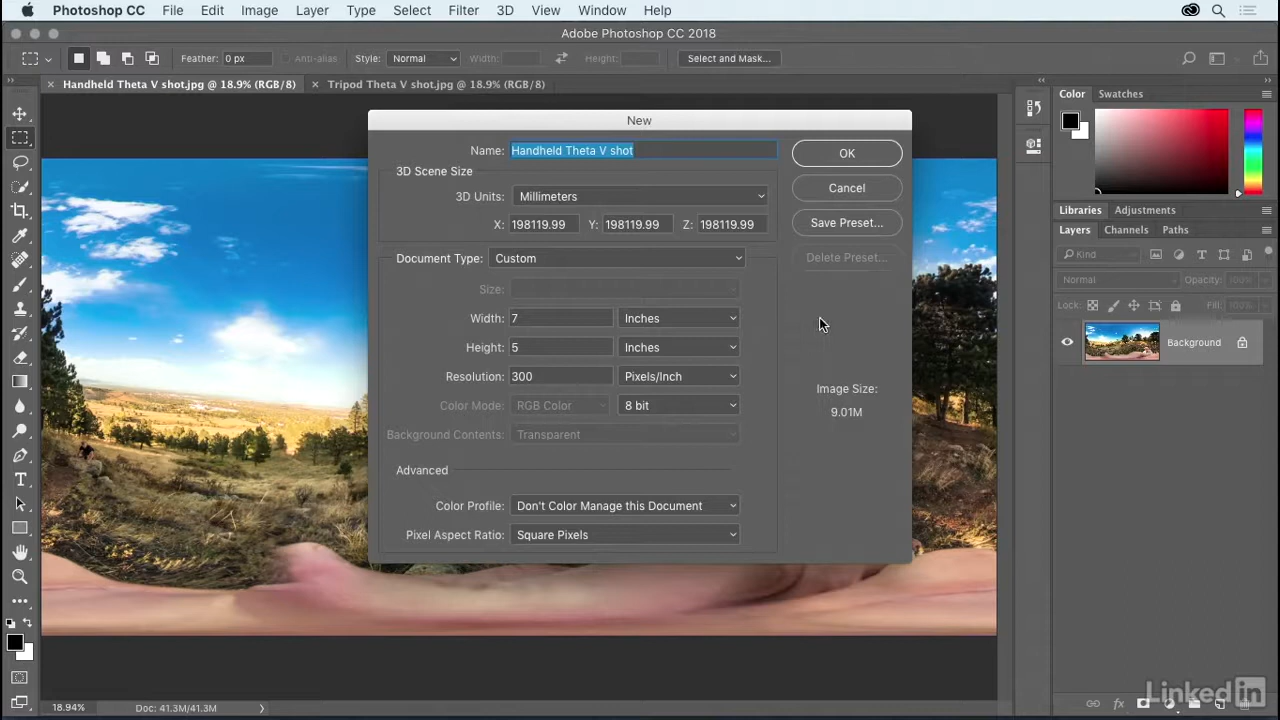 Photoshop CC File Edit Image Layer Type Select Filter 3D View Window Help
Adobe Photoshop CC 2018
Feather: 0 px Anti-alias Style: Normal Width: Height: Select and Mask...
× Handheld Theta V shot.jpg @ 18.9% (RGB/8) × Tripod Theta V shot.jpg @ 18.9% (RGB/8)
Color Swatches
New
Name: Handheld Theta V shot
OK
3D Scene Size
Cancel
3D Units: Millimeters
X: 198119.99 Y: 198119.99 Z: 198119.99
Save Preset...
Document Type: Custom
Delete Preset...
Size:
Width: 7 Inches
Height: 5 Inches
Resolution: 300 Pixels/Inch
Color Mode: RGB Color 8 bit
Background Contents: Transparent
Image Size:
9.01M
Advanced
Color Profile: Don't Color Manage this Document
Pixel Aspect Ratio: Square Pixels
Libraries Adjustments
Layers Channels Paths
Kind
Normal Opacity: 100%
Lock: Fill: 100%
Background
18.94% Doc: 41.3M/41.3M
fx
Linked in